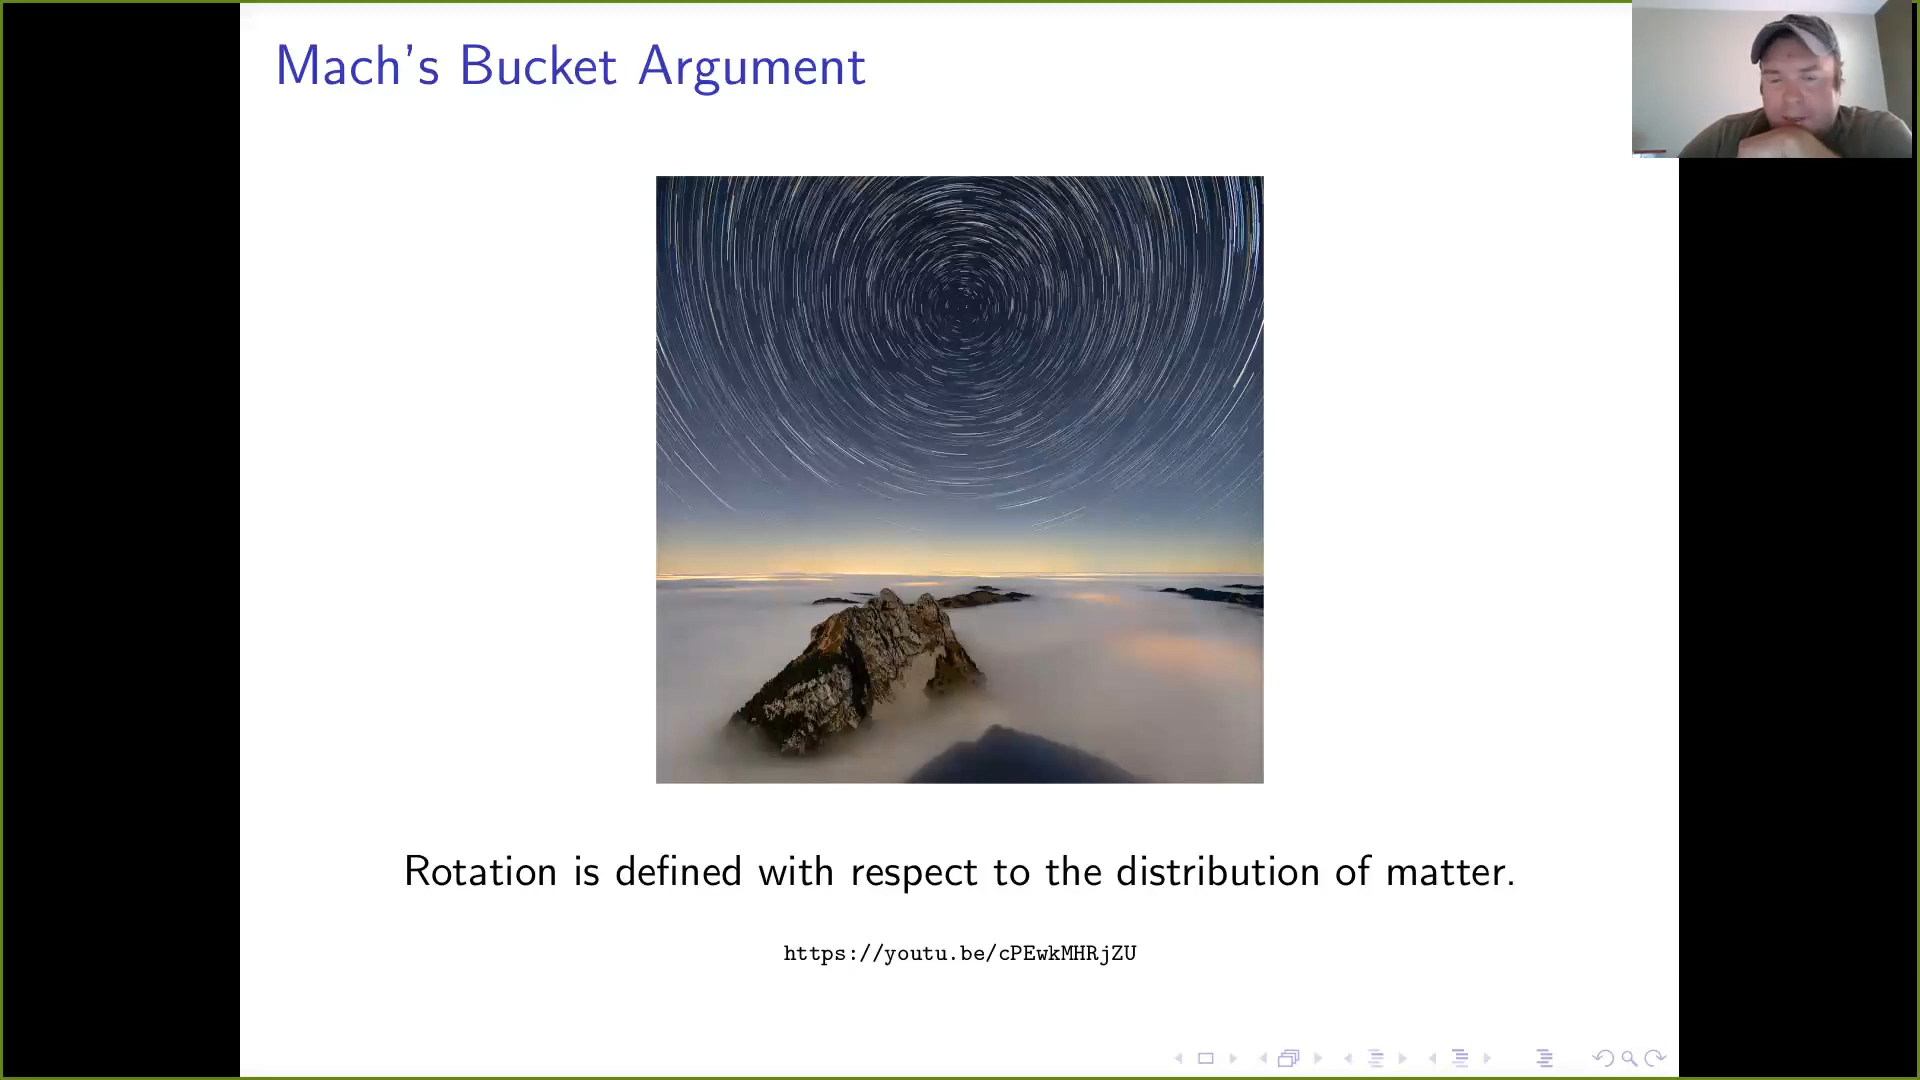 Mach's Bucket Argument
Rotation is defined with respect to the distribution of matter.
https://youtu.be/cPEwkMHRjZU